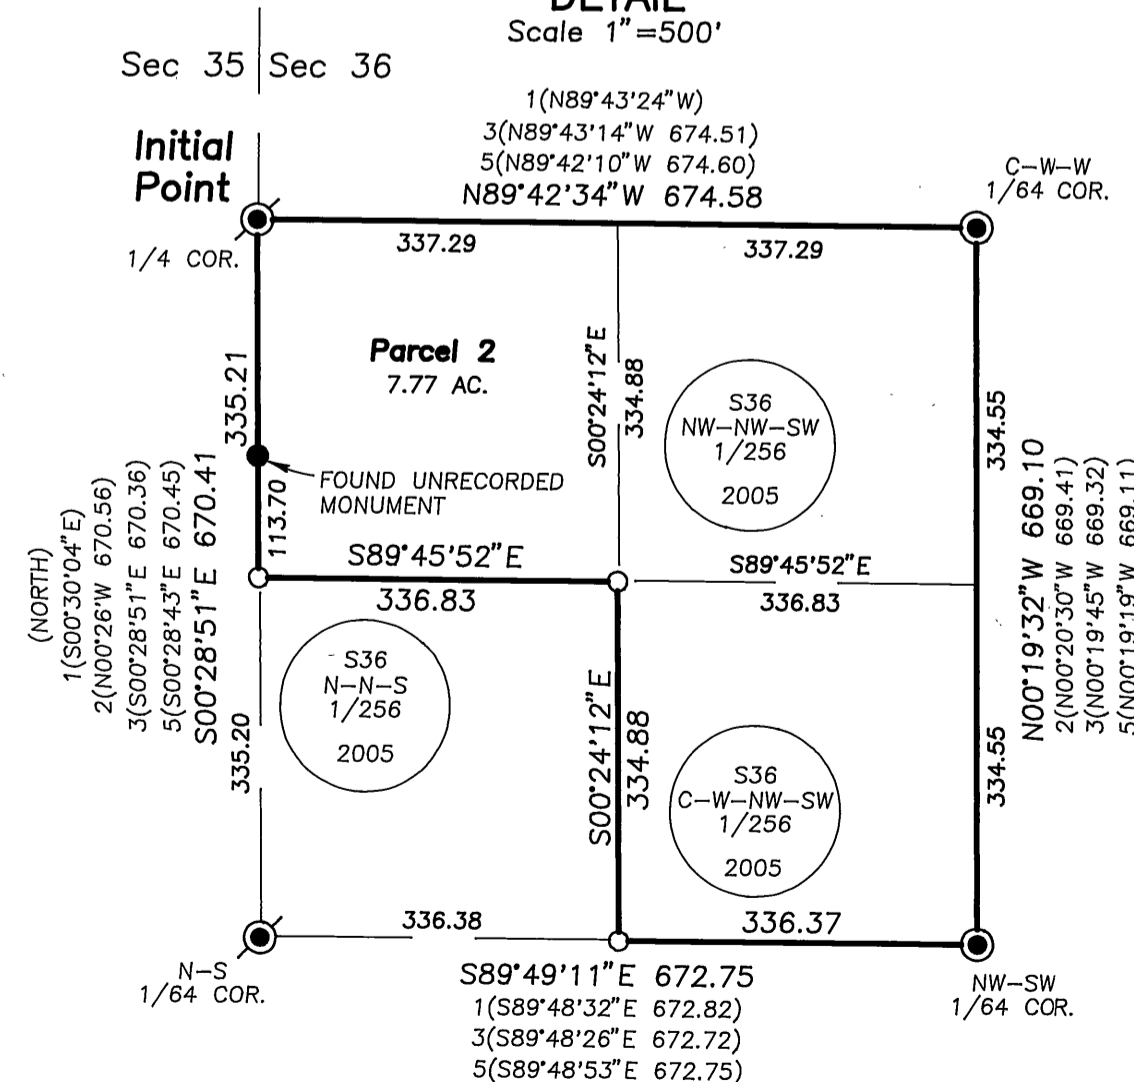 DETAIL
Scale 1"=500'
Sec 35 Sec 36
1(N89°43'24"W)
3(N89°43'14"W 674.51)
5(N89°42'10"W 674.60)
N89°42'34"W 674.58
Initial
Point
C-W-W
1/64 COR.
1/4 COR.
337.29
337.29
Parcel 2
7.77 AC.
335.21
S00°24'12"E
334.88
S36
NW-NW-SW
1/256
2005
334.55
FOUND UNRECORDED
MONUMENT
113.70
(NORTH)
1(S00°30'04"E)
2(N00°26'W 670.56)
3(S00°28'51"E 670.36)
5(S00°28'43"E 670.45)
S00°28'51"E 670.41
N00°19'32"W 669.10
2(N00°20'30"W 669.41)
3(N00°19'45"W 669.32)
5(N00°19'19"W 669.11)
S89°45'52"E
336.83
S89°45'52"E
336.83
S36
N-N-S
1/256
2005
335.20
S00°24'12"E
334.88
S36
C-W-NW-SW
1/256
2005
334.55
336.38
336.37
N-S
1/64 COR.
S89°49'11"E 672.75
1(S89°48'32"E 672.82)
3(S89°48'26"E 672.72)
5(S89°48'53"E 672.75)
NW-SW
1/64 COR.